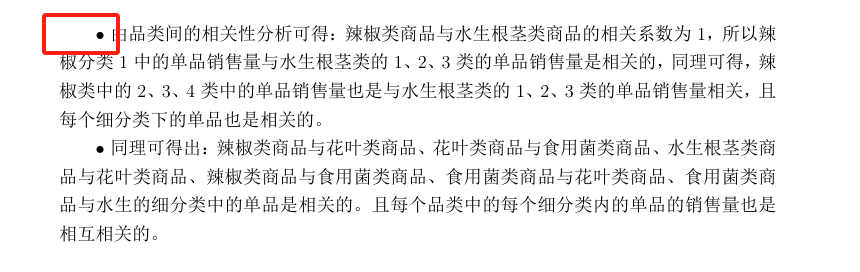 ● 由品类间的相关性分析可得：辣椒类商品与水生根茎类商品的相关系数为 1，所以辣
椒分类 1 中的单品销售量与水生根茎类的 1、2、3 类的单品销售量是相关的，同理可得，辣
椒类中的 2、3、4 类中的单品销售量也是与水生根茎类的 1、2、3 类的单品销售量相关，且
每个细分类下的单品也是相关的。
● 同理可得出：辣椒类商品与花叶类商品、花叶类商品与食用菌类商品、水生根茎类商
品与花叶类商品、辣椒类商品与食用菌类商品、食用菌类商品与花叶类商品、食用菌类商
品与水生的细分类中的单品是相关的。且每个品类中的每个细分类内的单品的销售量也是
相互相关的。